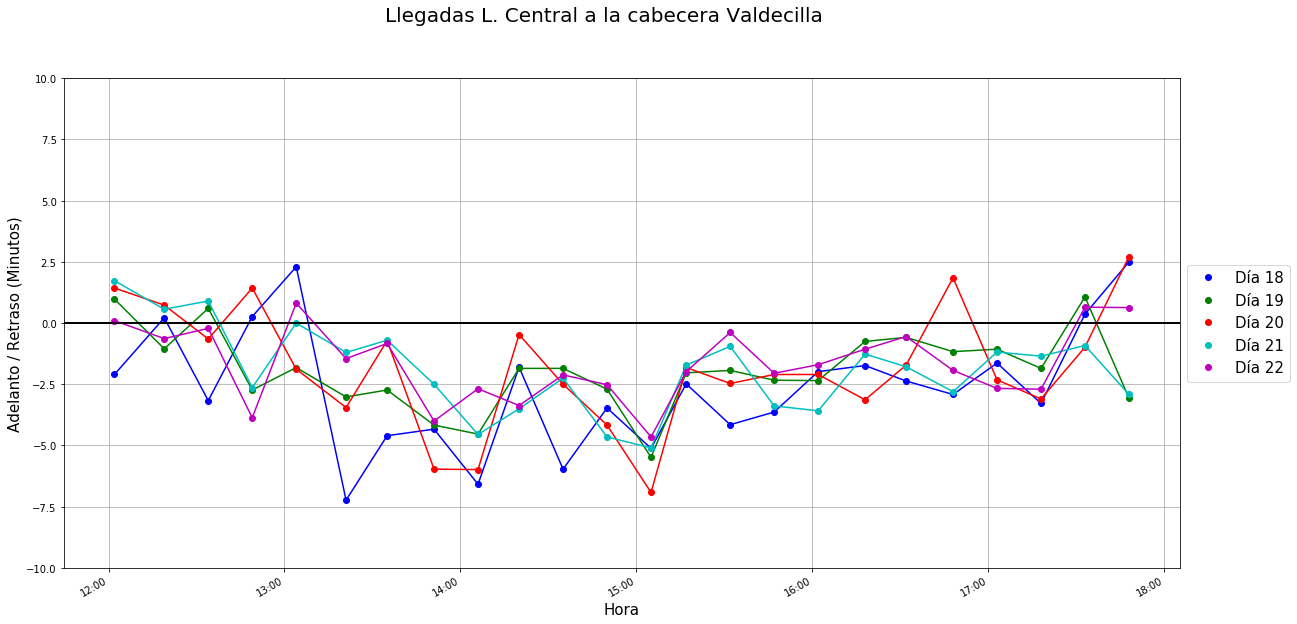 Llegadas L. Central a la cabecera Valdecilla
10.0
7.5
5.0
2.5
0.0
−2.5
−5.0
−7.5
−10.0
Adelanto / Retraso (Minutos)
12:00
13:00
14:00
15:00
16:00
17:00
18:00
Hora
Día 18
Día 19
Día 20
Día 21
Día 22